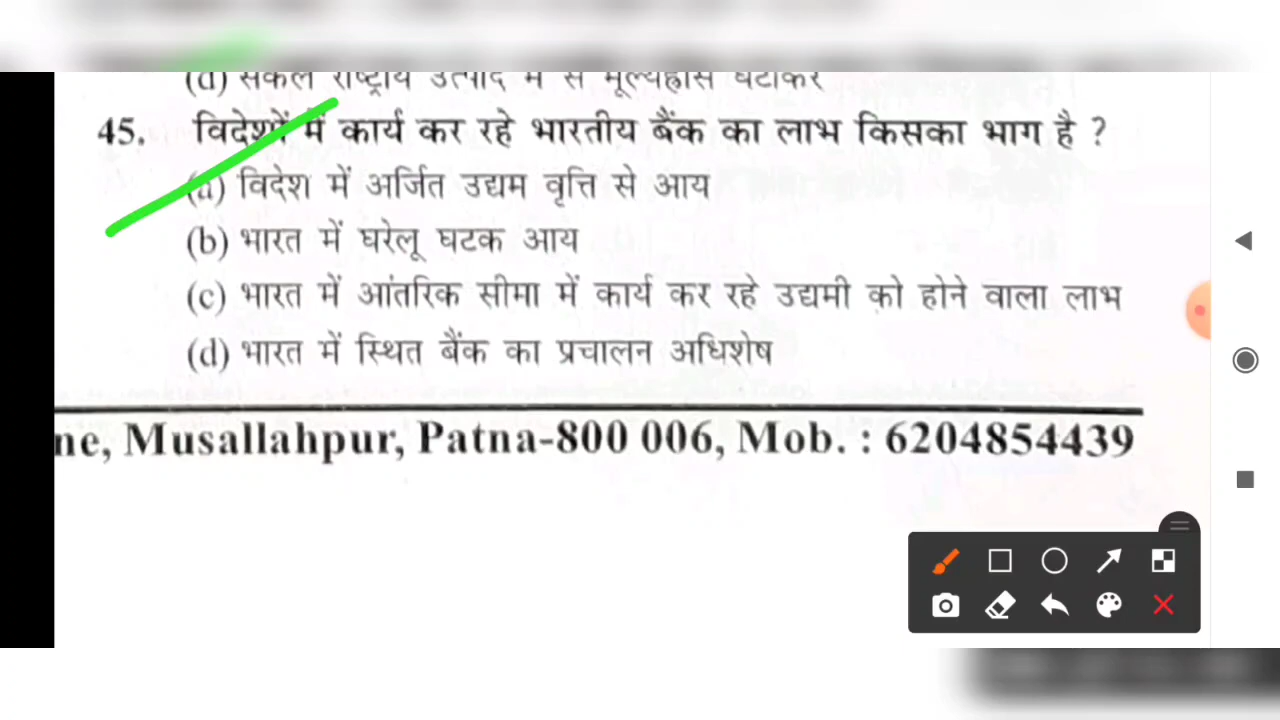 (d) सकल राष्ट्रीय उत्पाद में से मूल्यह्रास घटाकर
45. विदेशों में कार्य कर रहे भारतीय बैंक का लाभ किसका भाग है ?
(a) विदेश में अर्जित उद्यम वृत्ति से आय
(b) भारत में घरेलू घटक आय
(c) भारत में आंतरिक सीमा में कार्य कर रहे उद्यमी को होने वाला लाभ
(d) भारत में स्थित बैंक का प्रचालन अधिशेष
ne, Musallahpur, Patna-800 006, Mob. : 6204854439